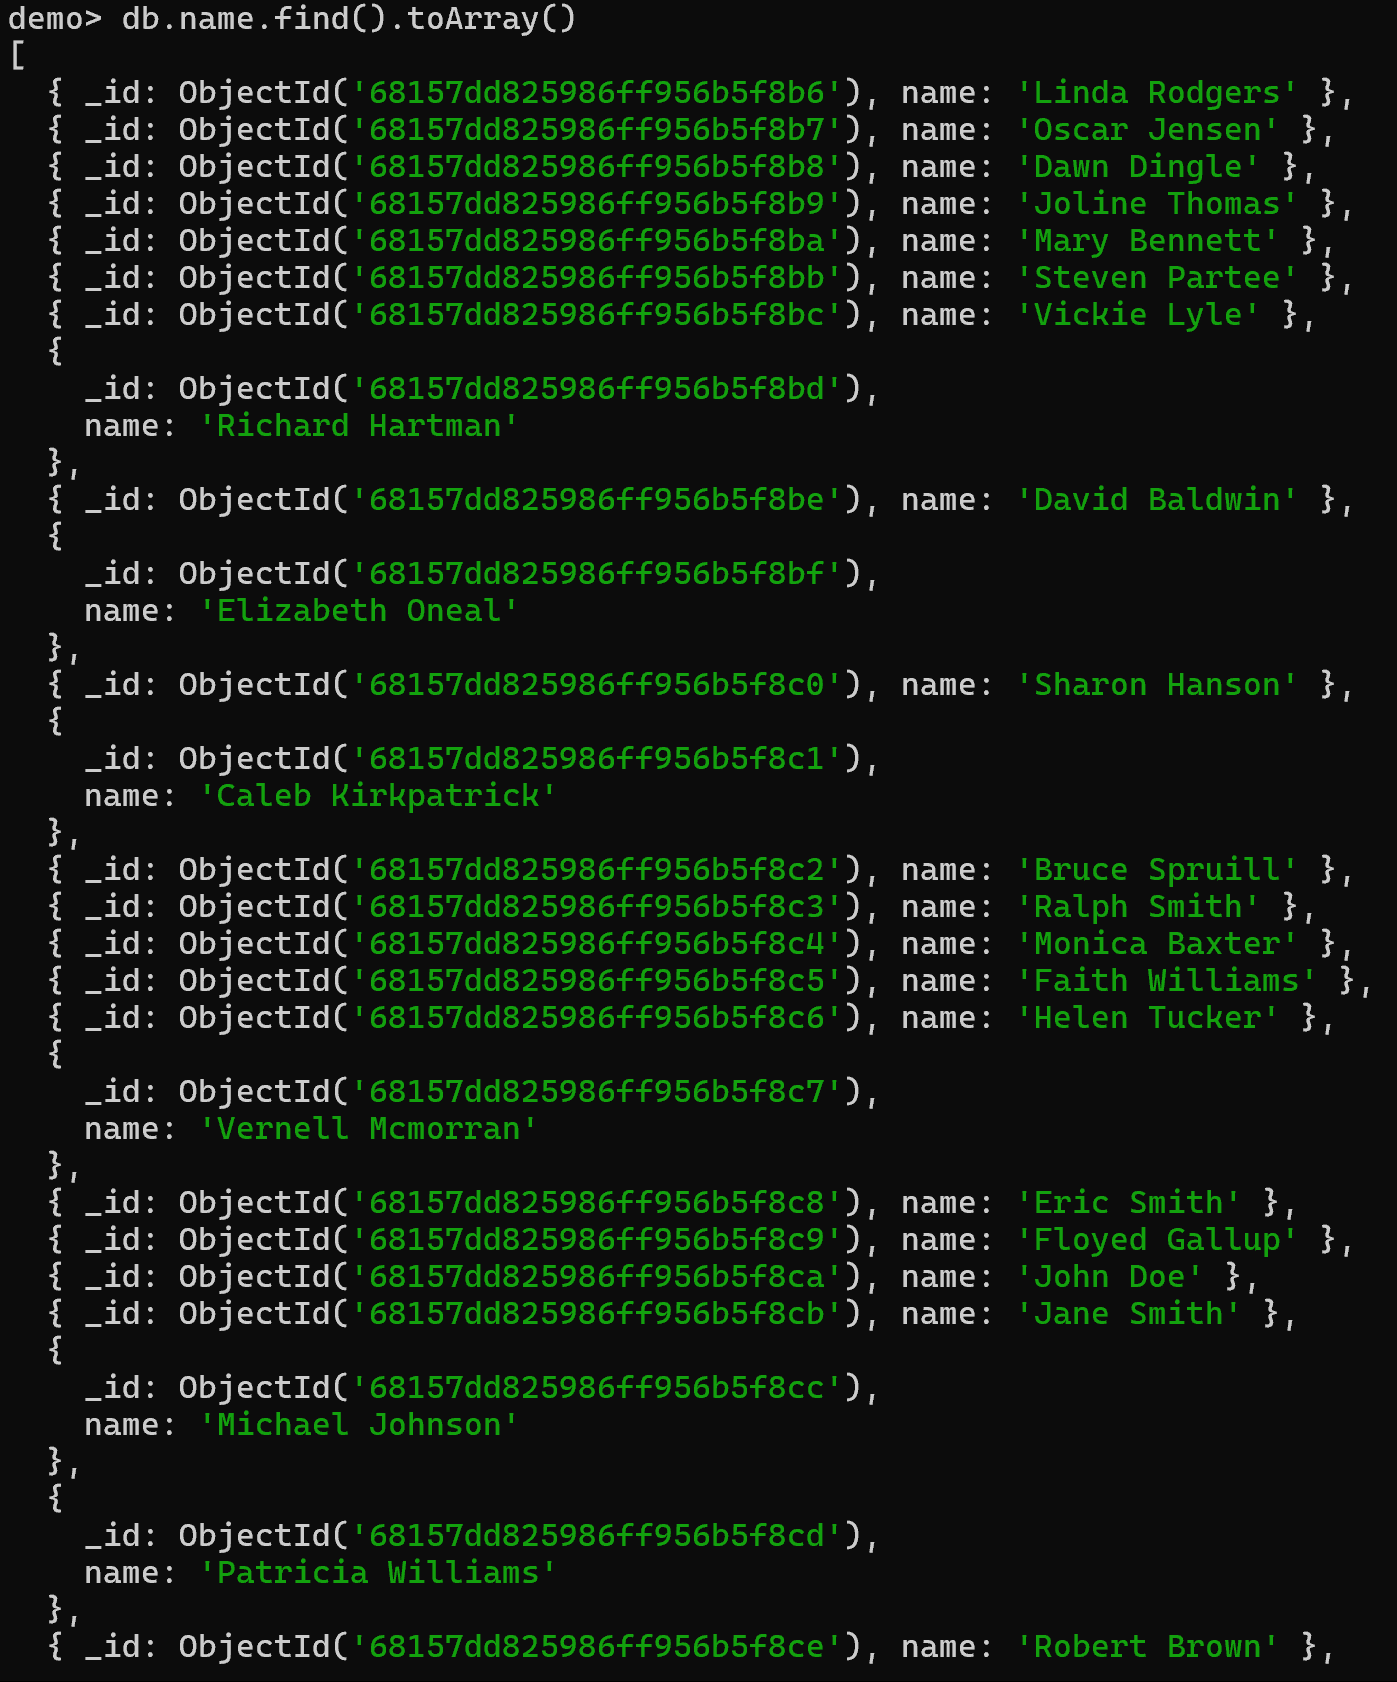 demo> db.name.find().toArray()
[
  { _id: ObjectId('68157dd825986ff956b5f8b6'), name: 'Linda Rodgers' },
  { _id: ObjectId('68157dd825986ff956b5f8b7'), name: 'Oscar Jensen' },
  { _id: ObjectId('68157dd825986ff956b5f8b8'), name: 'Dawn Dingle' },
  { _id: ObjectId('68157dd825986ff956b5f8b9'), name: 'Joline Thomas' },
  { _id: ObjectId('68157dd825986ff956b5f8ba'), name: 'Mary Bennett' },
  { _id: ObjectId('68157dd825986ff956b5f8bb'), name: 'Steven Partee' },
  { _id: ObjectId('68157dd825986ff956b5f8bc'), name: 'Vickie Lyle' },
  {
    _id: ObjectId('68157dd825986ff956b5f8bd'),
    name: 'Richard Hartman'
  },
  { _id: ObjectId('68157dd825986ff956b5f8be'), name: 'David Baldwin' },
  {
    _id: ObjectId('68157dd825986ff956b5f8bf'),
    name: 'Elizabeth Oneal'
  },
  { _id: ObjectId('68157dd825986ff956b5f8c0'), name: 'Sharon Hanson' },
  {
    _id: ObjectId('68157dd825986ff956b5f8c1'),
    name: 'Caleb Kirkpatrick'
  },
  { _id: ObjectId('68157dd825986ff956b5f8c2'), name: 'Bruce Spruill' },
  { _id: ObjectId('68157dd825986ff956b5f8c3'), name: 'Ralph Smith' },
  { _id: ObjectId('68157dd825986ff956b5f8c4'), name: 'Monica Baxter' },
  { _id: ObjectId('68157dd825986ff956b5f8c5'), name: 'Faith Williams' },
  { _id: ObjectId('68157dd825986ff956b5f8c6'), name: 'Helen Tucker' },
  {
    _id: ObjectId('68157dd825986ff956b5f8c7'),
    name: 'Vernell Mcmorran'
  },
  { _id: ObjectId('68157dd825986ff956b5f8c8'), name: 'Eric Smith' },
  { _id: ObjectId('68157dd825986ff956b5f8c9'), name: 'Floyed Gallup' },
  { _id: ObjectId('68157dd825986ff956b5f8ca'), name: 'John Doe' },
  { _id: ObjectId('68157dd825986ff956b5f8cb'), name: 'Jane Smith' },
  {
    _id: ObjectId('68157dd825986ff956b5f8cc'),
    name: 'Michael Johnson'
  },
  {
    _id: ObjectId('68157dd825986ff956b5f8cd'),
    name: 'Patricia Williams'
  },
  { _id: ObjectId('68157dd825986ff956b5f8ce'), name: 'Robert Brown' },